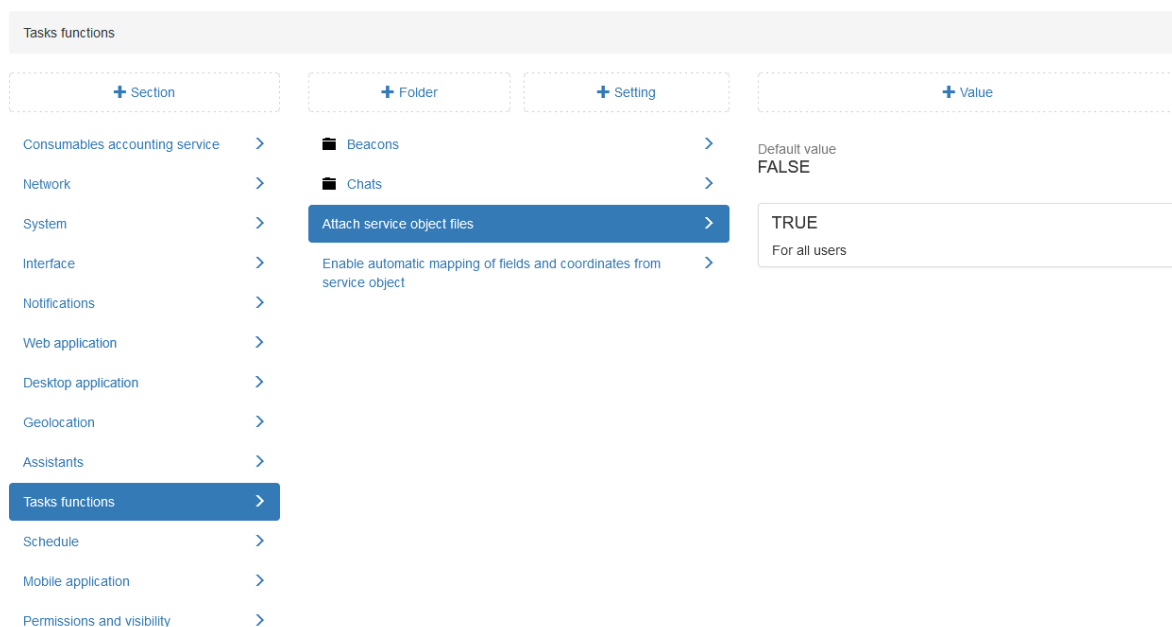 Tasks functions
Section
Folder
Setting
Value
Consumables accounting service
Network
System
Interface
Notifications
Web application
Desktop application
Geolocation
Assistants
Tasks functions
Schedule
Mobile application
Permissions and visibility
Beacons
Chats
Attach service object files
Enable automatic mapping of fields and coordinates from
service object
Default value
FALSE
TRUE
For all users